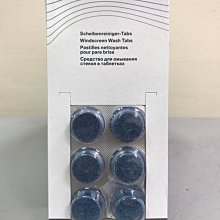 Scheibenreiniger-Tabs
Windscreen Wash Tabs
Pastilles nettoyantes
pour pare brise
Средство для омывания
стекол в таблетках